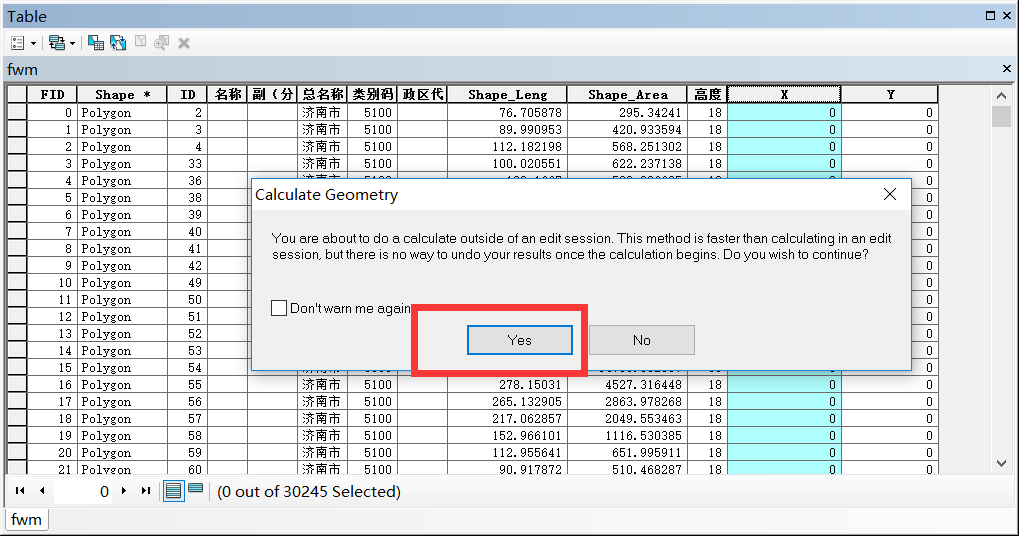 Table
fwm
FID Shape * ID 名称 副（分 总名称 类别码 政区代 Shape_Leng Shape_Area 高度 X Y
0 Polygon 2 济南市 5100 76.705878 295.34241 18 0 0
1 Polygon 3 济南市 5100 89.990953 420.933594 18 0 0
2 Polygon 4 济南市 5100 112.182198 568.251302 18 0 0
3 Polygon 33 济南市 5100 100.020551 622.237138 18 0 0
4 Polygon 36 0
5 Polygon 38 0
6 Polygon 39 0
7 Polygon 40 0
8 Polygon 41 0
9 Polygon 42 0
10 Polygon 49 0
11 Polygon 50 0
12 Polygon 51 0
13 Polygon 52 0
14 Polygon 53 0
15 Polygon 54 0
Calculate Geometry
You are about to do a calculate outside of an edit session. This method is faster than calculating in an edit
session, but there is no way to undo your results once the calculation begins. Do you wish to continue?
Don't warn me again
Yes No
16 Polygon 55 济南市 5100 278.15031 4527.316448 18 0 0
17 Polygon 56 济南市 5100 265.132905 2863.978268 18 0 0
18 Polygon 57 济南市 5100 217.062857 2049.553463 18 0 0
19 Polygon 58 济南市 5100 152.966101 1116.530385 18 0 0
20 Polygon 59 济南市 5100 112.955641 651.995911 18 0 0
21 Polygon 60 济南市 5100 90.917872 510.468287 18 0 0
0 (0 out of 30245 Selected)
fwm